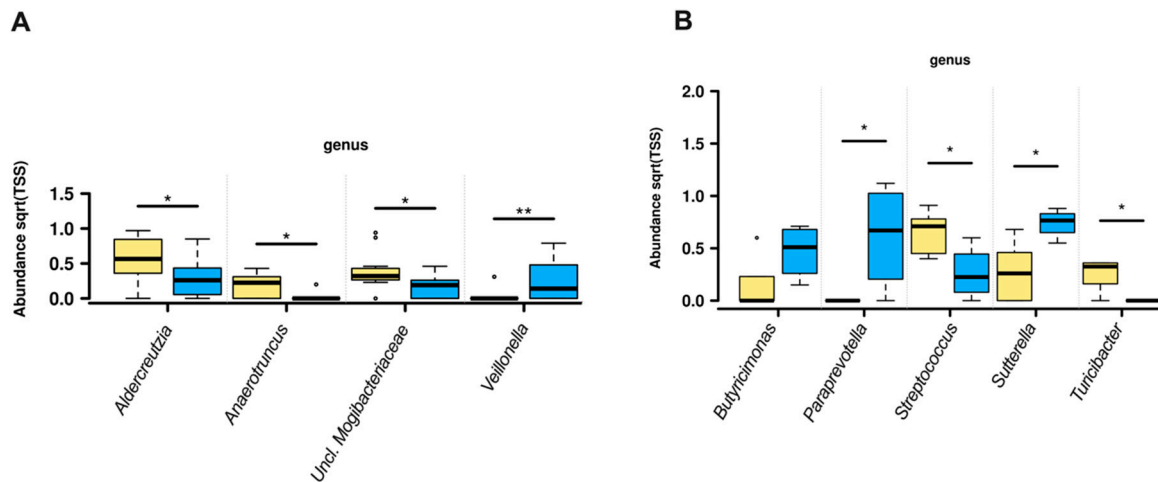 A
genus
Abundance sqrt(TSS)
1.5
1.0
0.5
0.0
*
*
*
**
Aldercreutzia
Anaerotruncus
Uncl. Mogibacteriaceae
Veillonella
B
genus
Abundance sqrt(TSS)
2.0
1.5
1.0
0.5
0.0
*
*
*
*
Butyricimonas
Paraprevotella
Streptococcus
Sutterella
Turicibacter